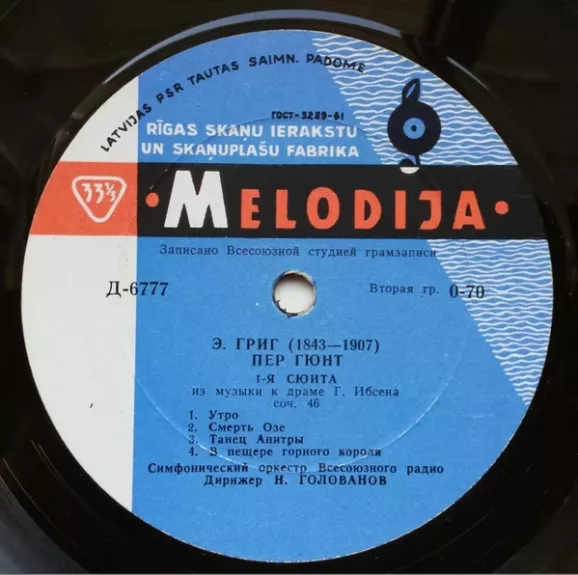 LATVIJAS PSR TAUTAS SAIMN. PADOME
ГОСТ-5289-61
RĪGAS SKAŅU IERAKSTU
UN SKAŅUPLAŠU FABRIKA
33⅓
• MELODIJA •
Записано Всесоюзной студией грамзаписи
Д-6777
Вторая гр. 0-70
Э. ГРИГ (1843—1907)
ПЕР ГЮНТ
1-Я СЮИТА
из музыки к драме Г. Ибсена
соч. 46
1. Утро
2. Смерть Озе
3. Танец Анитры
4. В пещере горного короля
Симфонический оркестр Всесоюзного радио
Дирижер Н. ГОЛОВАНОВ